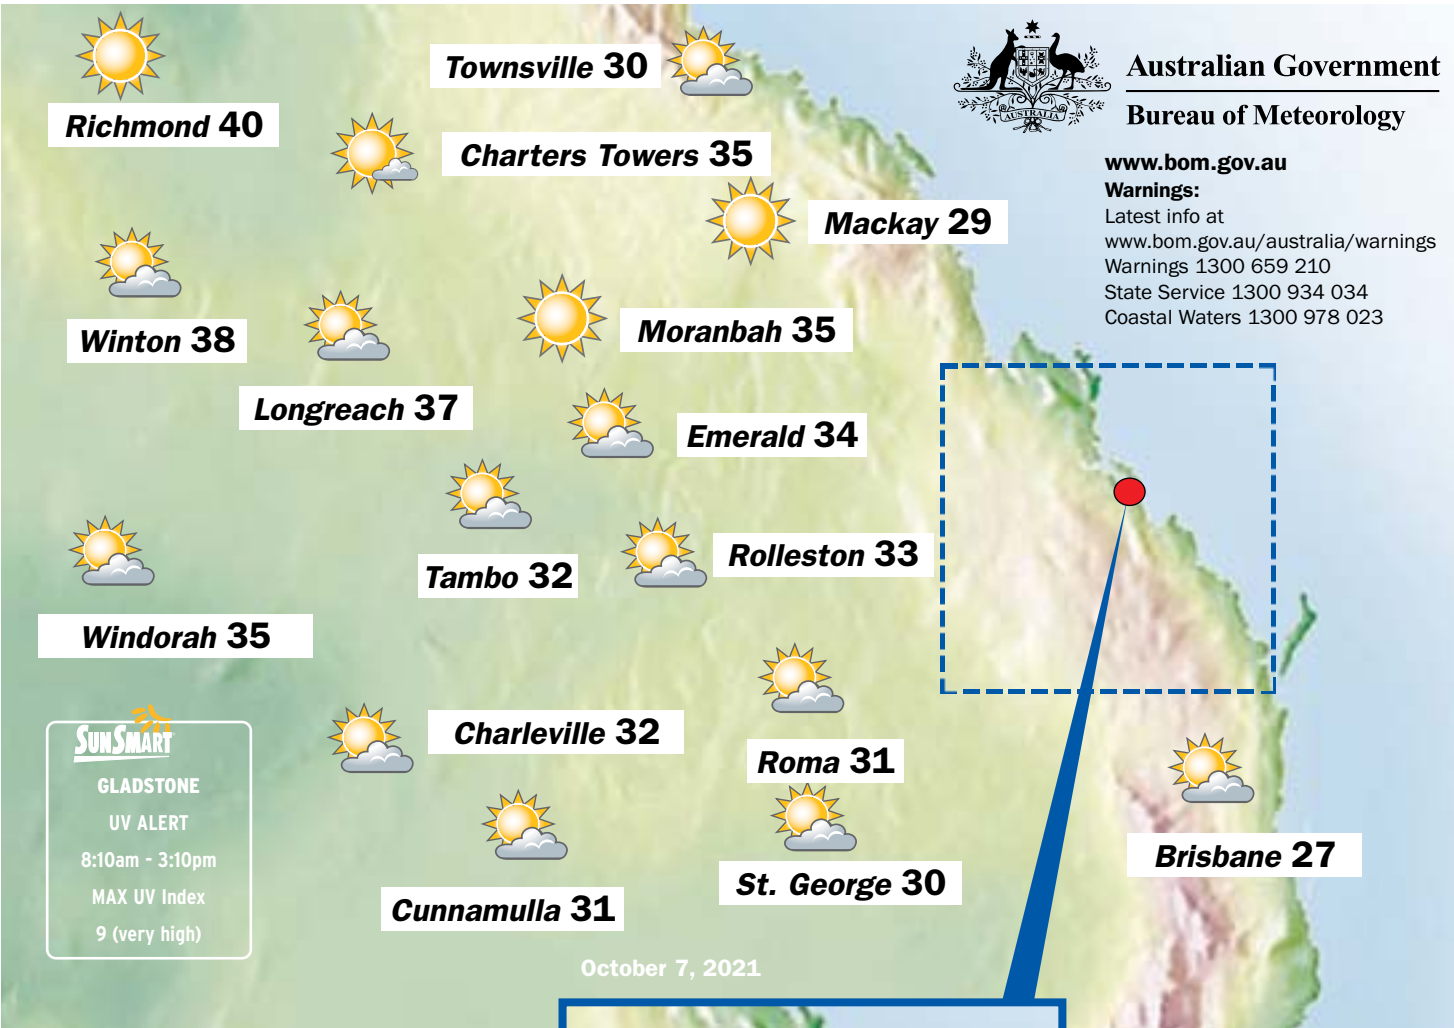 Richmond 40
Townsville 30
Charters Towers 35
Mackay 29
Winton 38
Longreach 37
Moranbah 35
Emerald 34
Tambo 32
Rolleston 33
Windorah 35
Charleville 32
Roma 31
Cunnamulla 31
St. George 30
Brisbane 27
AUSTRALIA
Australian Government
Bureau of Meteorology
www.bom.gov.au
Warnings:
Latest info at
www.bom.gov.au/australia/warnings
Warnings 1300 659 210
State Service 1300 934 034
Coastal Waters 1300 978 023
SUNSMART
GLADSTONE
UV ALERT
8:10am - 3:10pm
MAX UV Index
9 (very high)
October 7, 2021